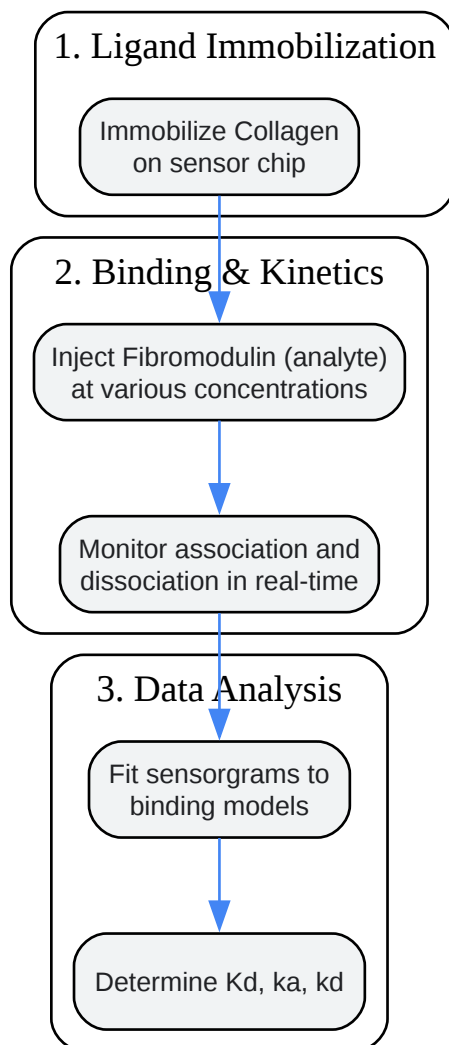 1. Ligand Immobilization
Immobilize Collagen
on sensor chip
2. Binding & Kinetics
Inject Fibromodulin (analyte)
at various concentrations
Monitor association and
dissociation in real-time
3. Data Analysis
Fit sensorgrams to
binding models
Determine Kd, ka, kd